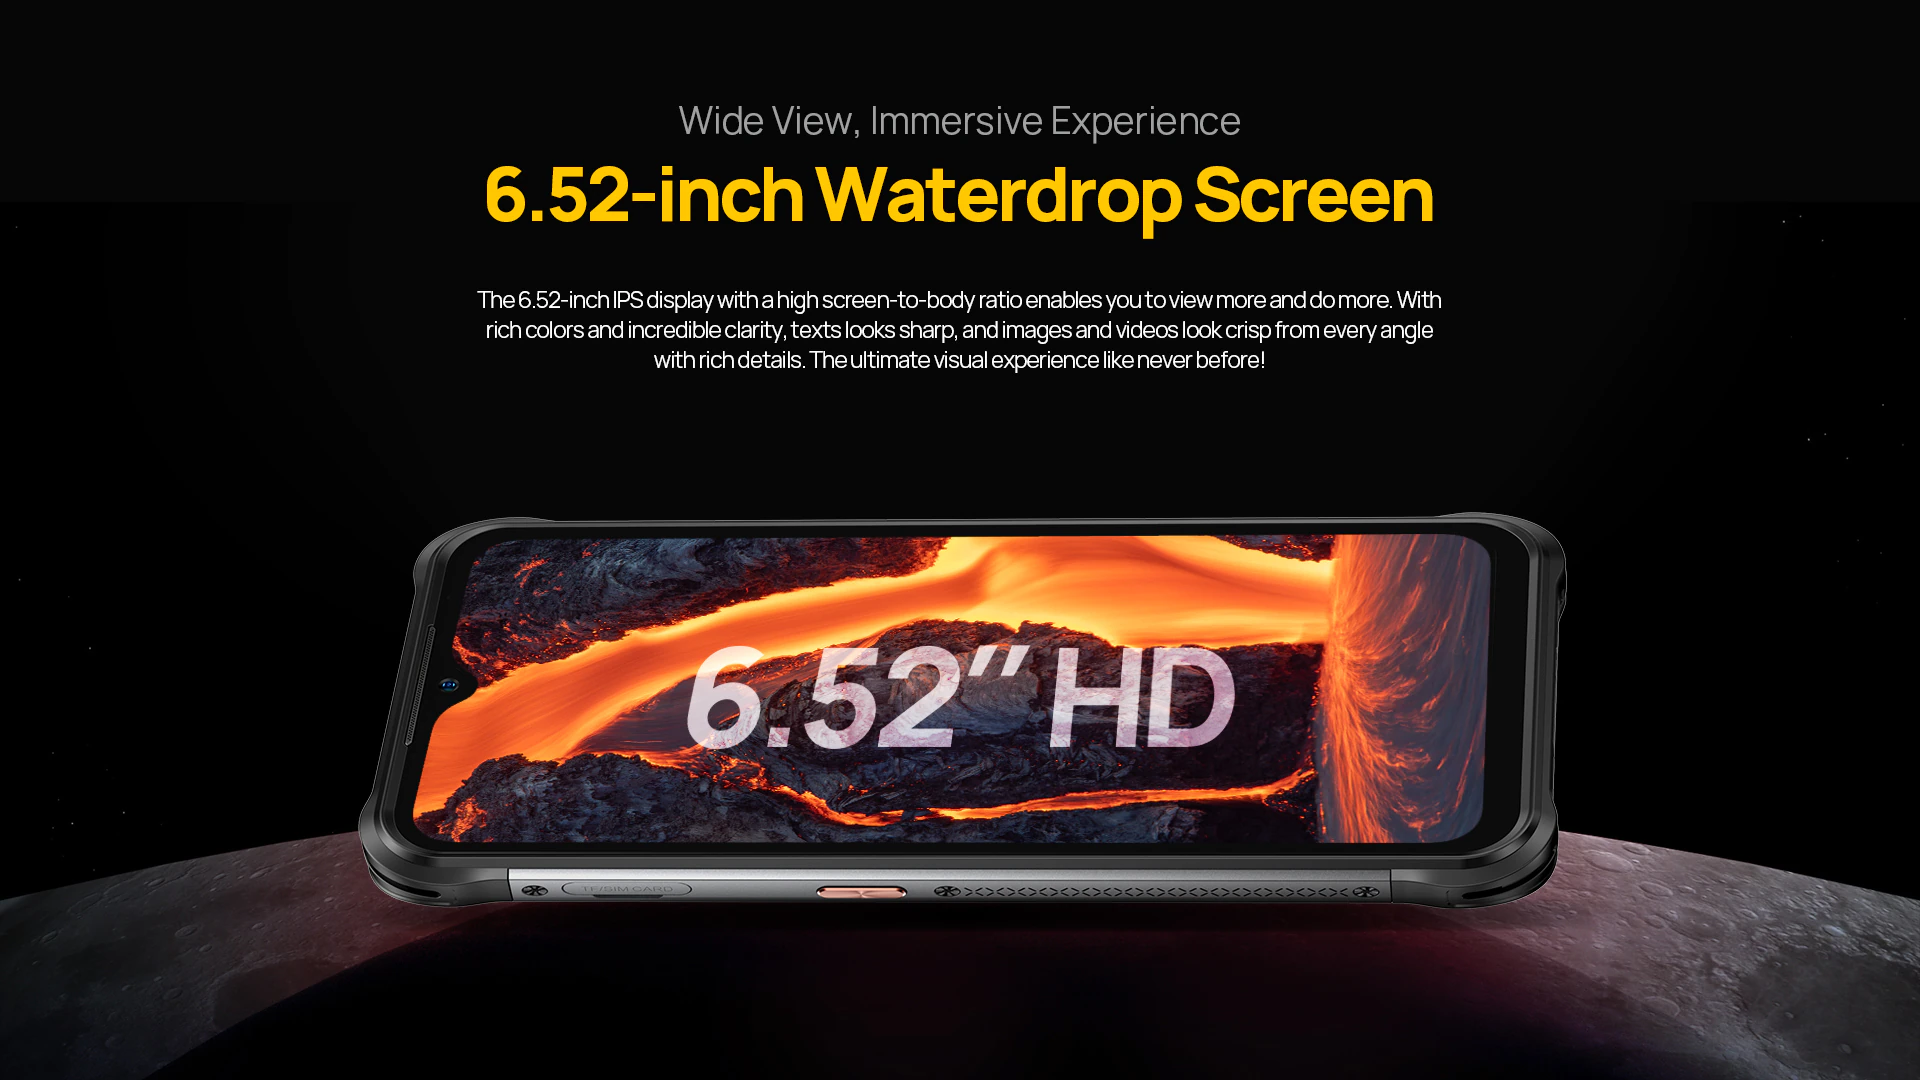 Wide View, Immersive Experience
6.52-inch Waterdrop Screen
The 6.52-inch IPS display with a high screen-to-body ratio enables you to view more and do more. With
rich colors and incredible clarity, texts looks sharp, and images and videos look crisp from every angle
with rich details. The ultimate visual experience like never before!
6.52" HD
TF/SIM CARD